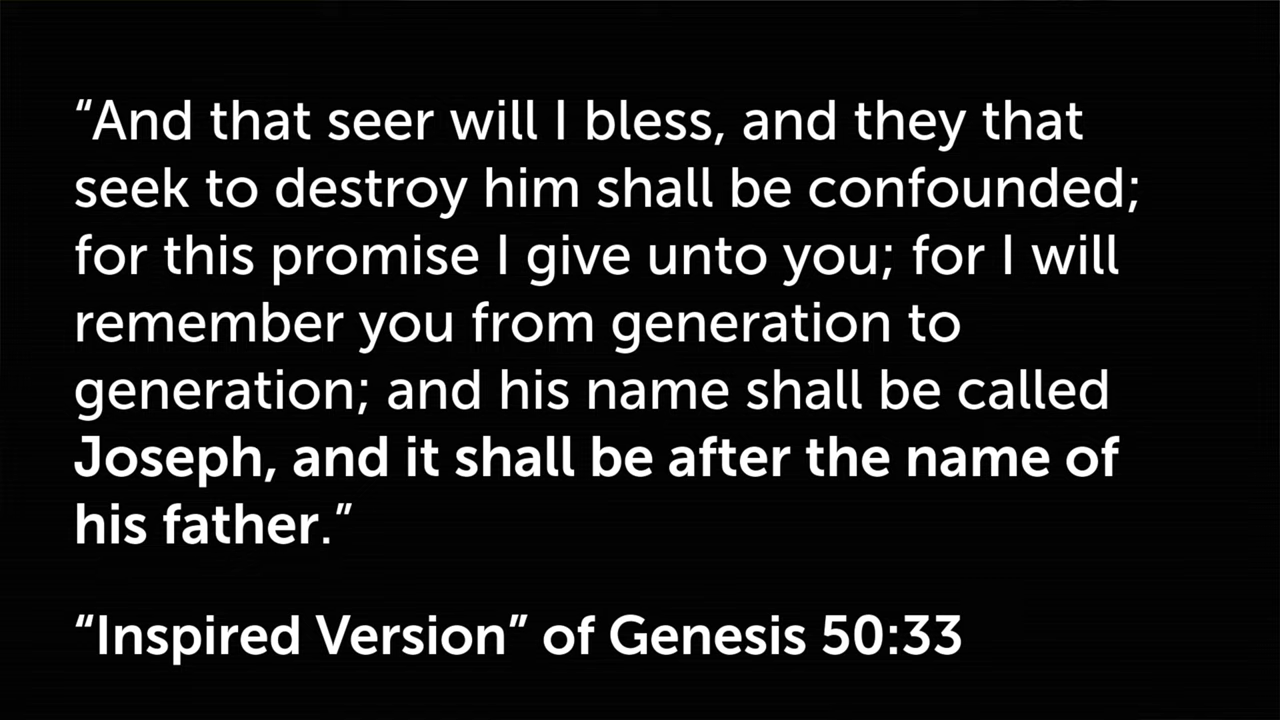 “And that seer will I bless, and they that
seek to destroy him shall be confounded;
for this promise I give unto you; for I will
remember you from generation to
generation; and his name shall be called
Joseph, and it shall be after the name of
his father.”
“Inspired Version” of Genesis 50:33